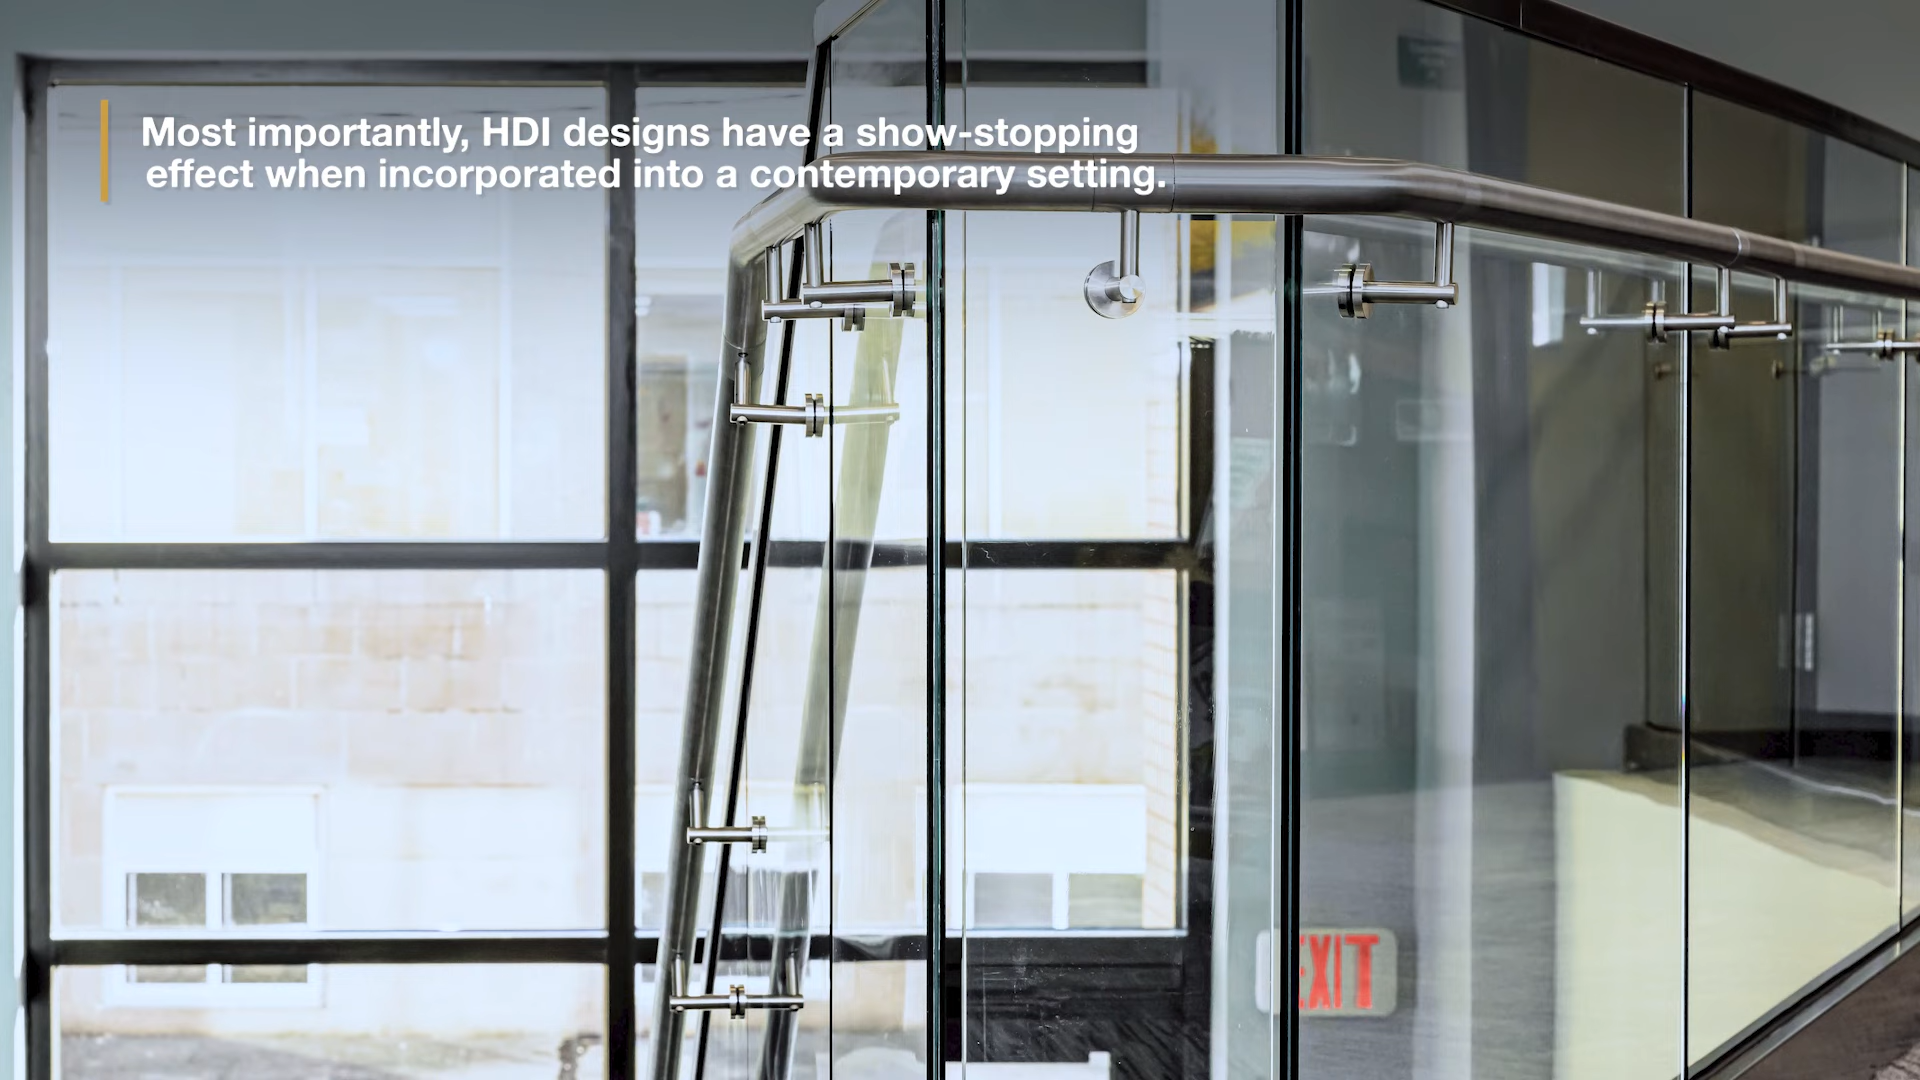 Most importantly, HDI designs have a show-stopping
effect when incorporated into a contemporary setting.
EXIT